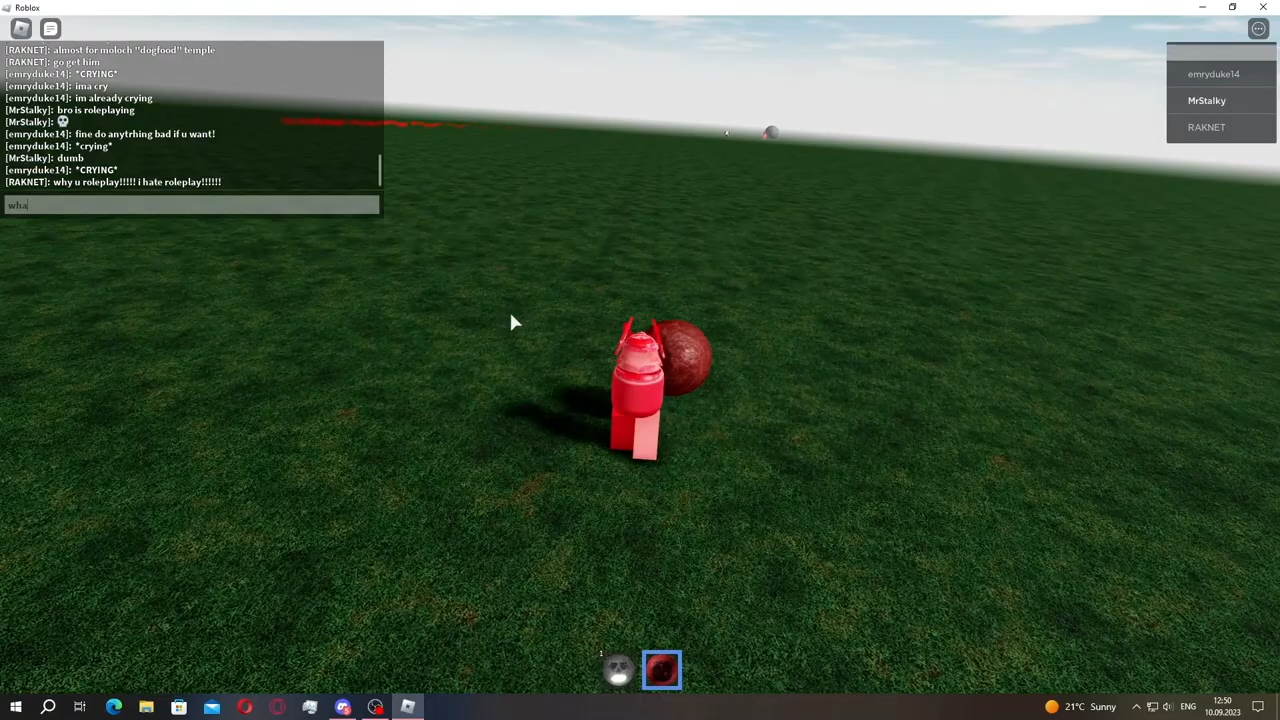 Roblox
[RAKNET]: almost for moloch "dogfood" temple
[RAKNET]: go get him
[emryduke14]: *CRYING*
[emryduke14]: ima cry
[emryduke14]: im already crying
[MrStalky]: bro is roleplaying
[MrStalky]: 💀
[emryduke14]: fine do anytrhing bad if u want!
[emryduke14]: *crying*
[MrStalky]: dumb
[emryduke14]: *CRYING*
[RAKNET]: why u roleplay!!!!! i hate roleplay!!!!!!
wha
emryduke14
MrStalky
RAKNET
1
21°C Sunny
ENG
12:50
10.09.2023